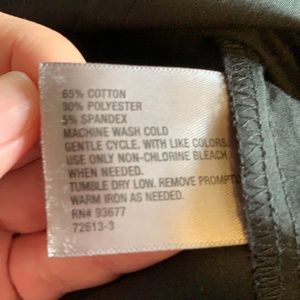 65% COTTON
30% POLYESTER
5% SPANDEX
MACHINE WASH COLD
GENTLE CYCLE. WITH LIKE COLORS.
USE ONLY NON-CHLORINE BLEACH
WHEN NEEDED.
TUMBLE DRY LOW. REMOVE PROMPTL
WARM IRON AS NEEDED.
RN# 93677
72613-3